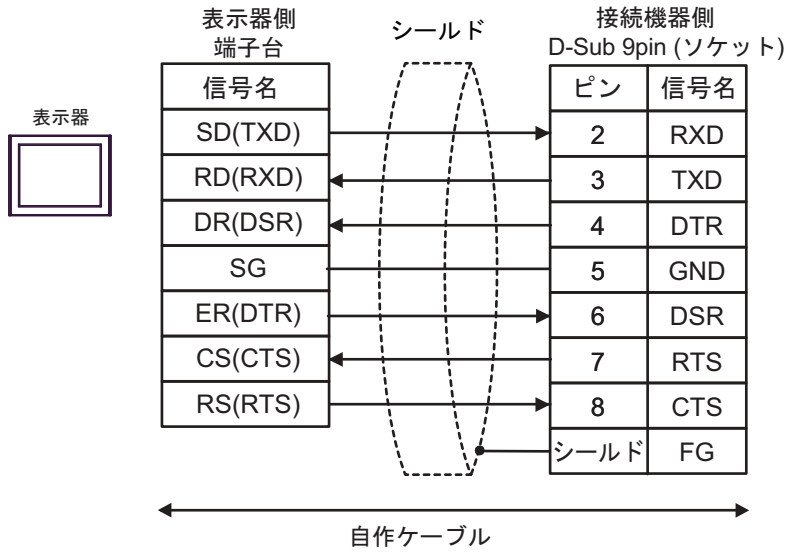 表示器側
端子台
シールド
接続機器側
D-Sub 9pin (ソケット)
表示器
信号名
ピン 信号名
SD(TXD) 2 RXD
RD(RXD) 3 TXD
DR(DSR) 4 DTR
SG 5 GND
ER(DTR) 6 DSR
CS(CTS) 7 RTS
RS(RTS) 8 CTS
シールド FG
自作ケーブル